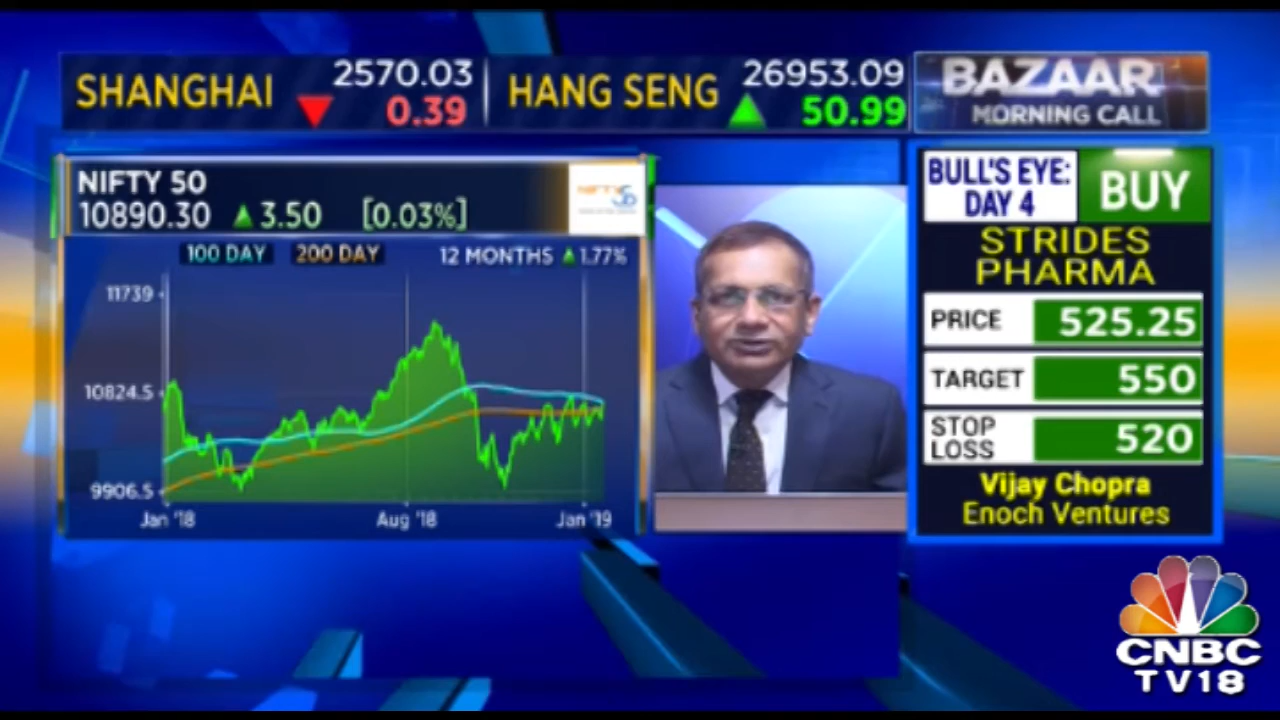 SHANGHAI
2570.03
▼ 0.39
HANG SENG
26953.09
▲ 50.99
BAZAAR
MORNING CALL
NIFTY 50
10890.30 ▲ 3.50 [0.03%]
100 DAY 200 DAY 12 MONTHS ▲ 1.77%
11739
10824.5
9906.5
Jan '18 Aug '18 Jan '19
BULL'S EYE:
DAY 4
BUY
STRIDES
PHARMA
PRICE 525.25
TARGET 550
STOP
LOSS
520
Vijay Chopra
Enoch Ventures
CNBC
TV18